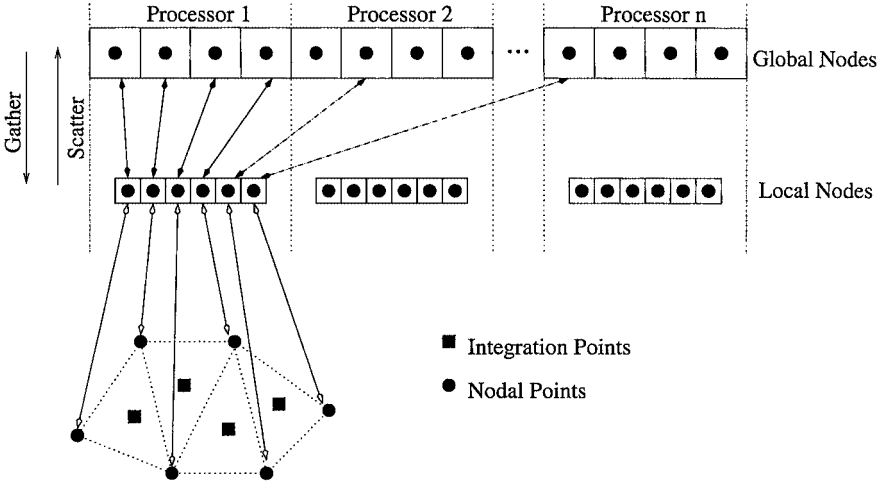 Processor 1
Processor 2
Processor n
...
Global Nodes
Gather
Scatter
Local Nodes
Integration Points
Nodal Points